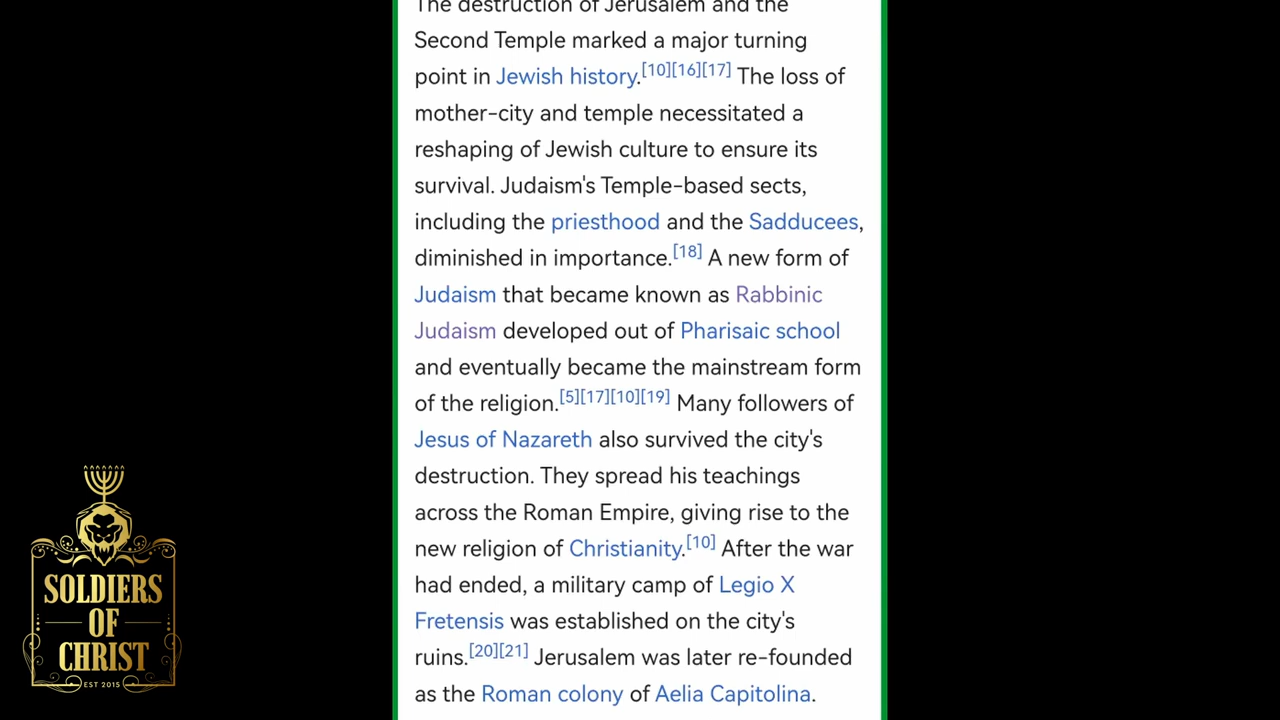 The destruction of Jerusalem and the
Second Temple marked a major turning
point in Jewish history.[10][16][17] The loss of
mother-city and temple necessitated a
reshaping of Jewish culture to ensure its
survival. Judaism's Temple-based sects,
including the priesthood and the Sadducees,
diminished in importance.[18] A new form of
Judaism that became known as Rabbinic
Judaism developed out of Pharisaic school
and eventually became the mainstream form
of the religion.[5][17][10][19] Many followers of
Jesus of Nazareth also survived the city's
destruction. They spread his teachings
across the Roman Empire, giving rise to the
new religion of Christianity.[10] After the war
had ended, a military camp of Legio X
Fretensis was established on the city's
ruins.[20][21] Jerusalem was later re-founded
as the Roman colony of Aelia Capitolina.
SOLDIERS
OF
CHRIST
EST 2015